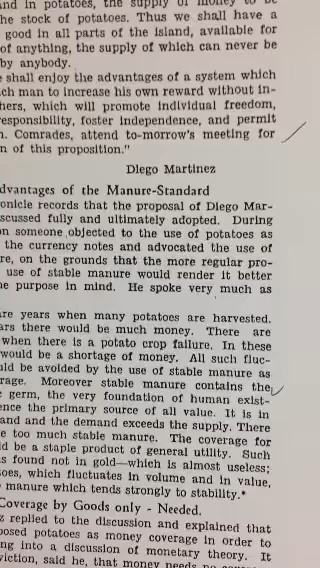 and in potatoes, the supply of money to be
he stock of potatoes. Thus we shall have a
good in all parts of the island, available for
of anything, the supply of which can never be
by anybody.
shall enjoy the advantages of a system which
ch man to increase his own reward without in-
hers, which will promote individual freedom,
responsibility, foster independence, and permit
n. Comrades, attend to-morrow's meeting for
n of this proposition."
Diego Martinez
dvantages of the Manure-Standard
onicle records that the proposal of Diego Mar-
scussed fully and ultimately adopted. During
on someone objected to the use of potatoes as
the currency notes and advocated the use of
re, on the grounds that the more regular pro-
use of stable manure would render it better
he purpose in mind. He spoke very much as
are years when many potatoes are harvested.
ars there would be much money. There are
when there is a potato crop failure. In these
would be a shortage of money. All such fluc-
uld be avoided by the use of stable manure as
rage. Moreover stable manure contains the
germ, the very foundation of human exist-
ence the primary source of all value. It is in
and and the demand exceeds the supply. There
e too much stable manure. The coverage for
ld be a staple product of general utility. Such
s found not in gold—which is almost useless;
oes, which fluctuates in volume and in value,
manure which tends strongly to stability.*
Coverage by Goods only - Needed.
z replied to the discussion and explained that
posed potatoes as money coverage in order to
ng into a discussion of monetary theory. It
viction, said he, that money needs no